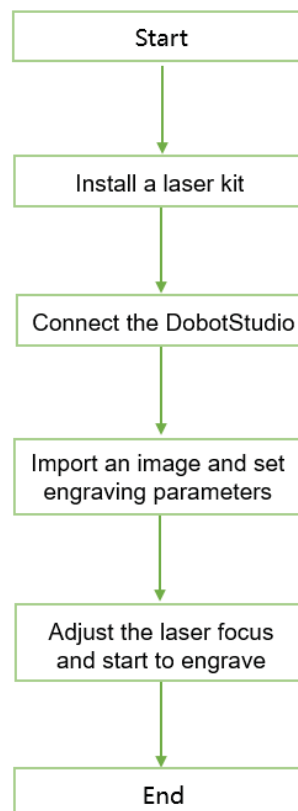 Start
Install a laser kit
Connect the DobotStudio
Import an image and set
engraving parameters
Adjust the laser focus
and start to engrave
End